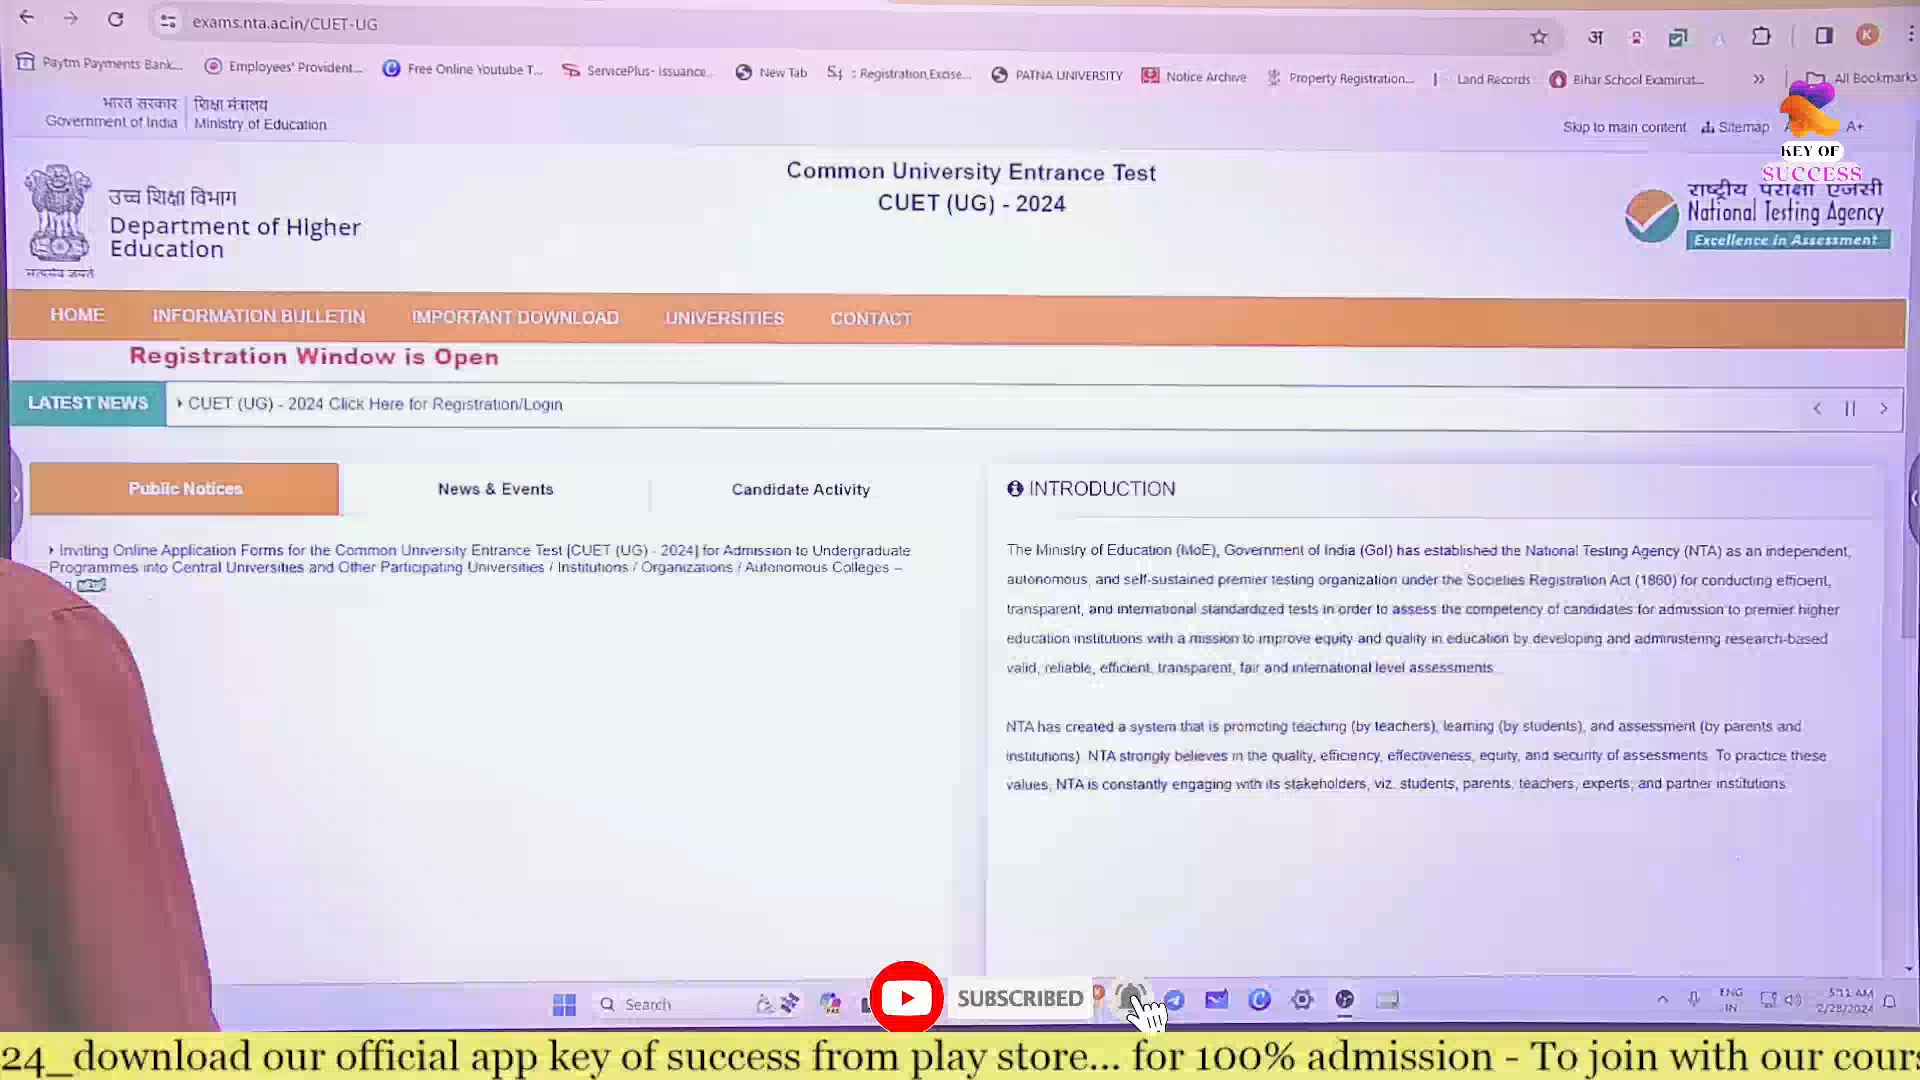 exams.nta.ac.in/CUET-UG
अ
K
Paytm Payments Bank...
Employees' Provident...
Free Online Youtube T...
ServicePlus- Issuance...
New Tab
: Registration,Excise...
PATNA UNIVERSITY
Notice Archive
Property Registration...
Land Records
Bihar School Examinat...
All Bookmarks
भारत सरकार
शिक्षा मंत्रालय
Government of India
Ministry of Education
Skip to main content
Sitemap
A+
KEY OF
SUCCESS
उच्च शिक्षा विभाग
Department of Higher
Education
सत्यमेव जयते
Common University Entrance Test
CUET (UG) - 2024
राष्ट्रीय परीक्षा एजेंसी
National Testing Agency
Excellence in Assessment
HOME
INFORMATION BULLETIN
IMPORTANT DOWNLOAD
UNIVERSITIES
CONTACT
Registration Window is Open
LATEST NEWS
CUET (UG) - 2024 Click Here for Registration/Login
Public Notices
News & Events
Candidate Activity
Inviting Online Application Forms for the Common University Entrance Test [CUET (UG) - 2024] for Admission to Undergraduate
Programmes into Central Universities and Other Participating Universities / Institutions / Organizations / Autonomous Colleges –
INTRODUCTION
The Ministry of Education (MoE), Government of India (GoI) has established the National Testing Agency (NTA) as an independent,
autonomous, and self-sustained premier testing organization under the Societies Registration Act (1860) for conducting efficient,
transparent, and international standardized tests in order to assess the competency of candidates for admission to premier higher
education institutions with a mission to improve equity and quality in education by developing and administering research-based
valid, reliable, efficient, transparent, fair and international level assessments.
NTA has created a system that is promoting teaching (by teachers), learning (by students), and assessment (by parents and
institutions). NTA strongly believes in the quality, efficiency, effectiveness, equity, and security of assessments. To practice these
values, NTA is constantly engaging with its stakeholders, viz. students, parents, teachers, experts, and partner institutions.
Search
SUBSCRIBED
ENG
IN
5:11 AM
2/28/2024
24_download our official app key of success from play store... for 100% admission - To join with our cours